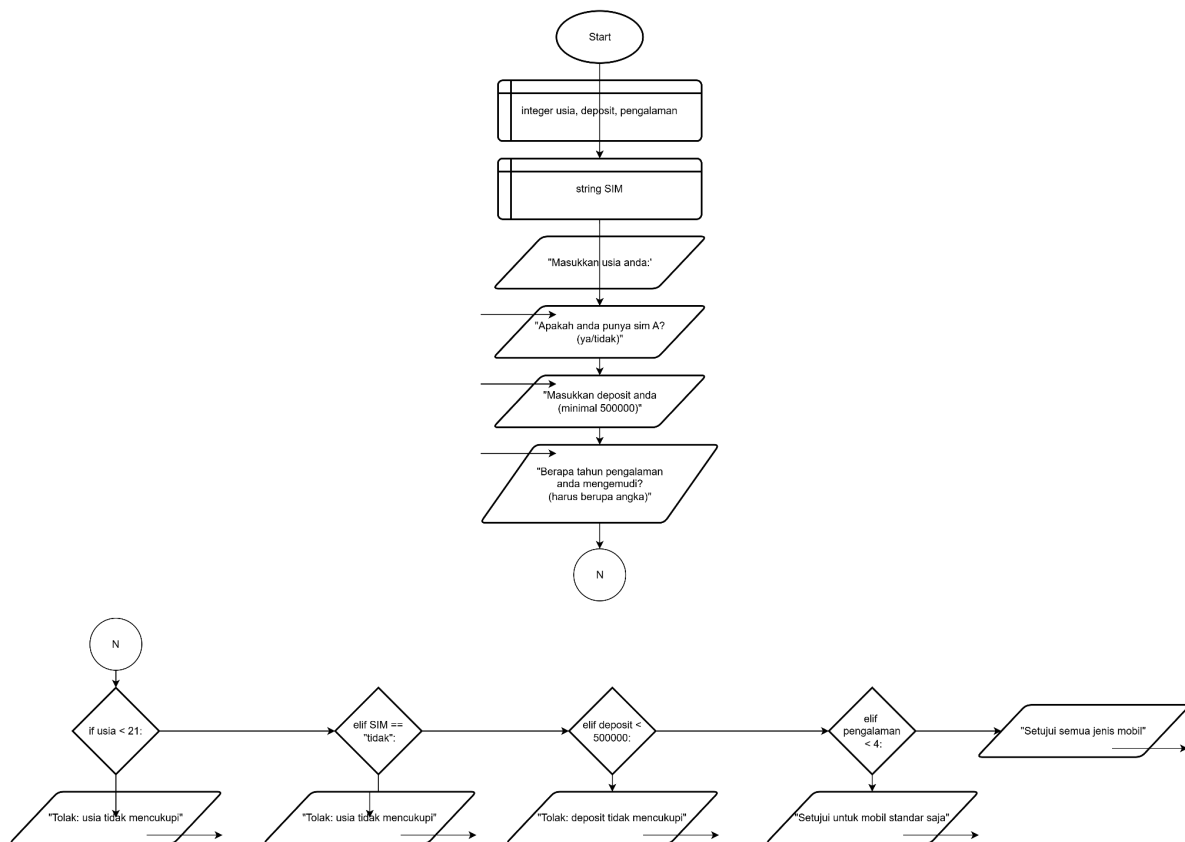 Start
integer usia, deposit, pengalaman
string SIM
"Masukkan usia anda:'
"Apakah anda punya sim A?
(ya/tidak)"
"Masukkan deposit anda
(minimal 500000)"
"Berapa tahun pengalaman
anda mengemudi?
(harus berupa angka)"
N
N
if usia < 21:
elif SIM ==
"tidak":
elif deposit <
500000:
elif
pengalaman
< 4:
"Setujui semua jenis mobil"
"Tolak: usia tidak mencukupi"
"Tolak: usia tidak mencukupi"
"Tolak: deposit tidak mencukupi"
"Setujui untuk mobil standar saja"